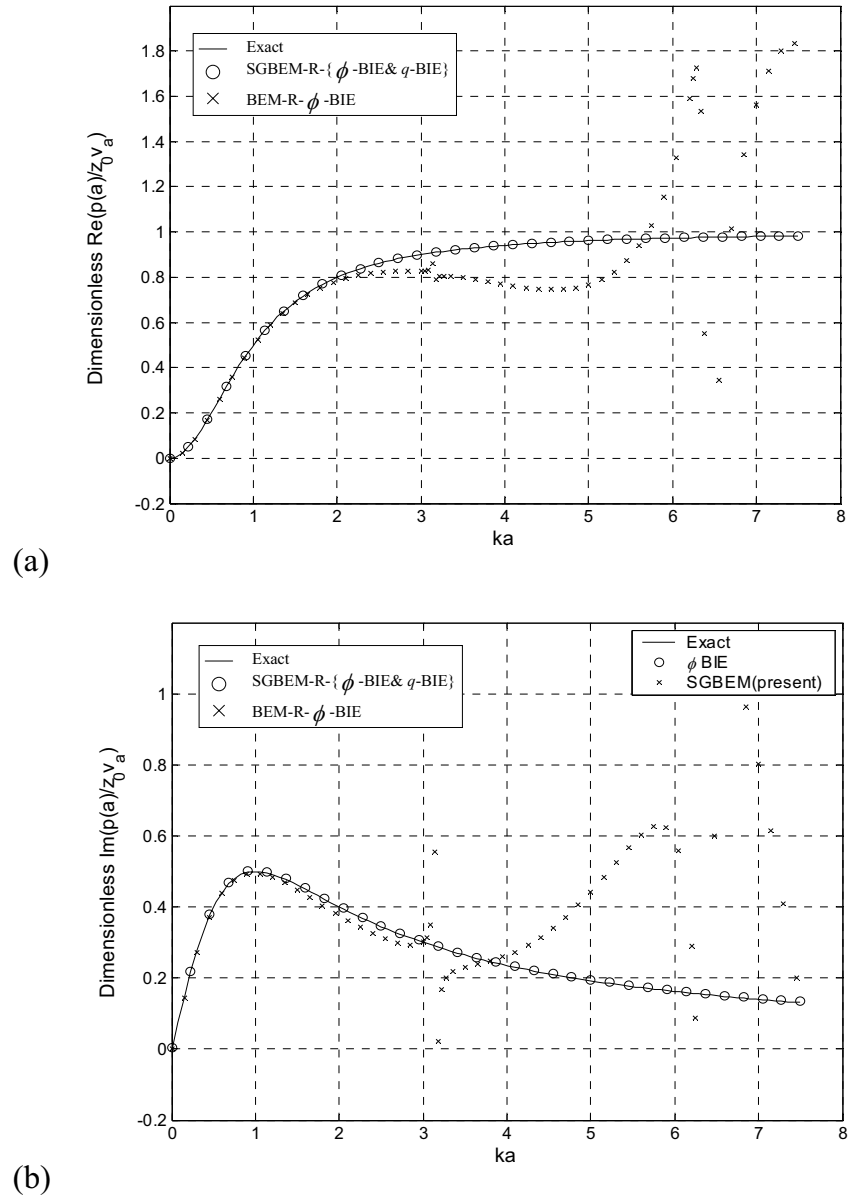 1.8
1.6
1.4
1.2
1
0.8
0.6
0.4
0.2
0
-0.2
Dimensionless Re(p(a)/z0va)
Exact
SGBEM-R-{ϕ-BIE& q-BIE}
BEM-R-ϕ-BIE
0 1 2 3 4 5 6 7 8
ka
(a)
1
0.8
0.6
0.4
0.2
0
-0.2
Dimensionless Im(p(a)/z0va)
Exact
SGBEM-R-{ϕ-BIE& q-BIE}
BEM-R-ϕ-BIE
Exact
ϕ BIE
SGBEM(present)
0 1 2 3 4 5 6 7 8
ka
(b)